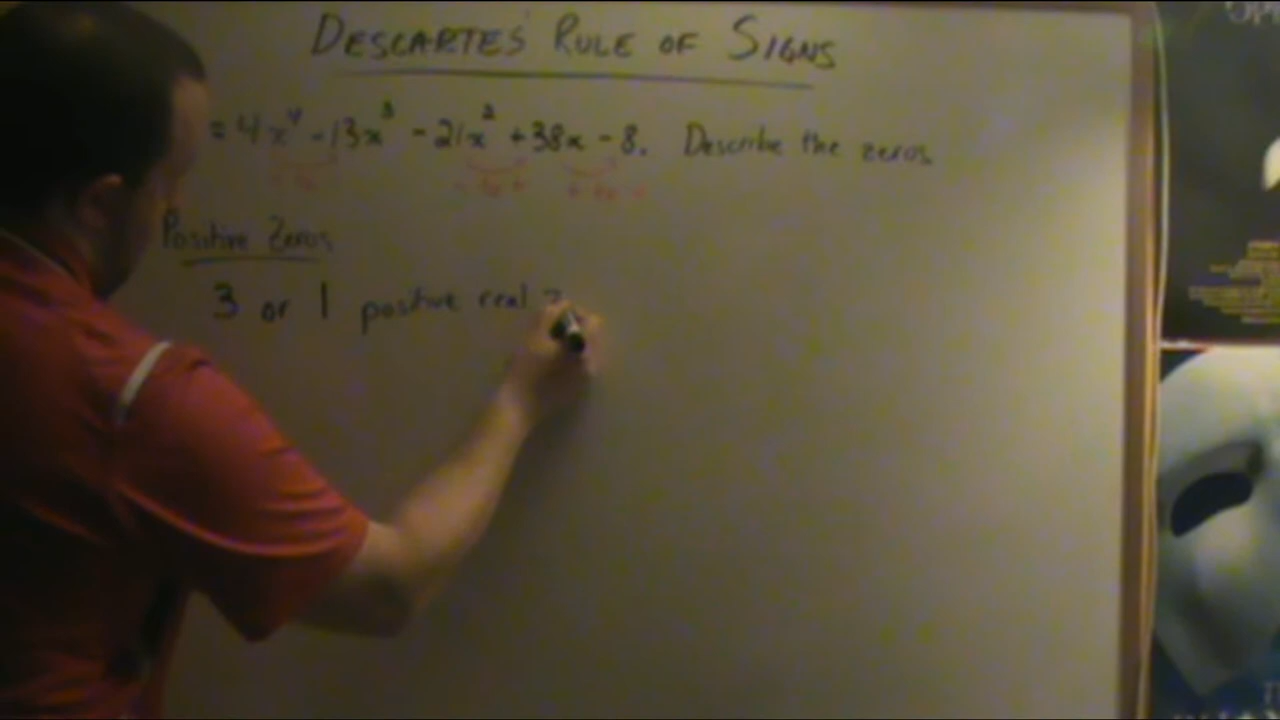 DESCARTES' RULE OF SIGNS
= 4x⁴ - 13x³ - 21x² + 38x - 8. Describe the zeros.
Positive Zeros
3 or 1 positive real